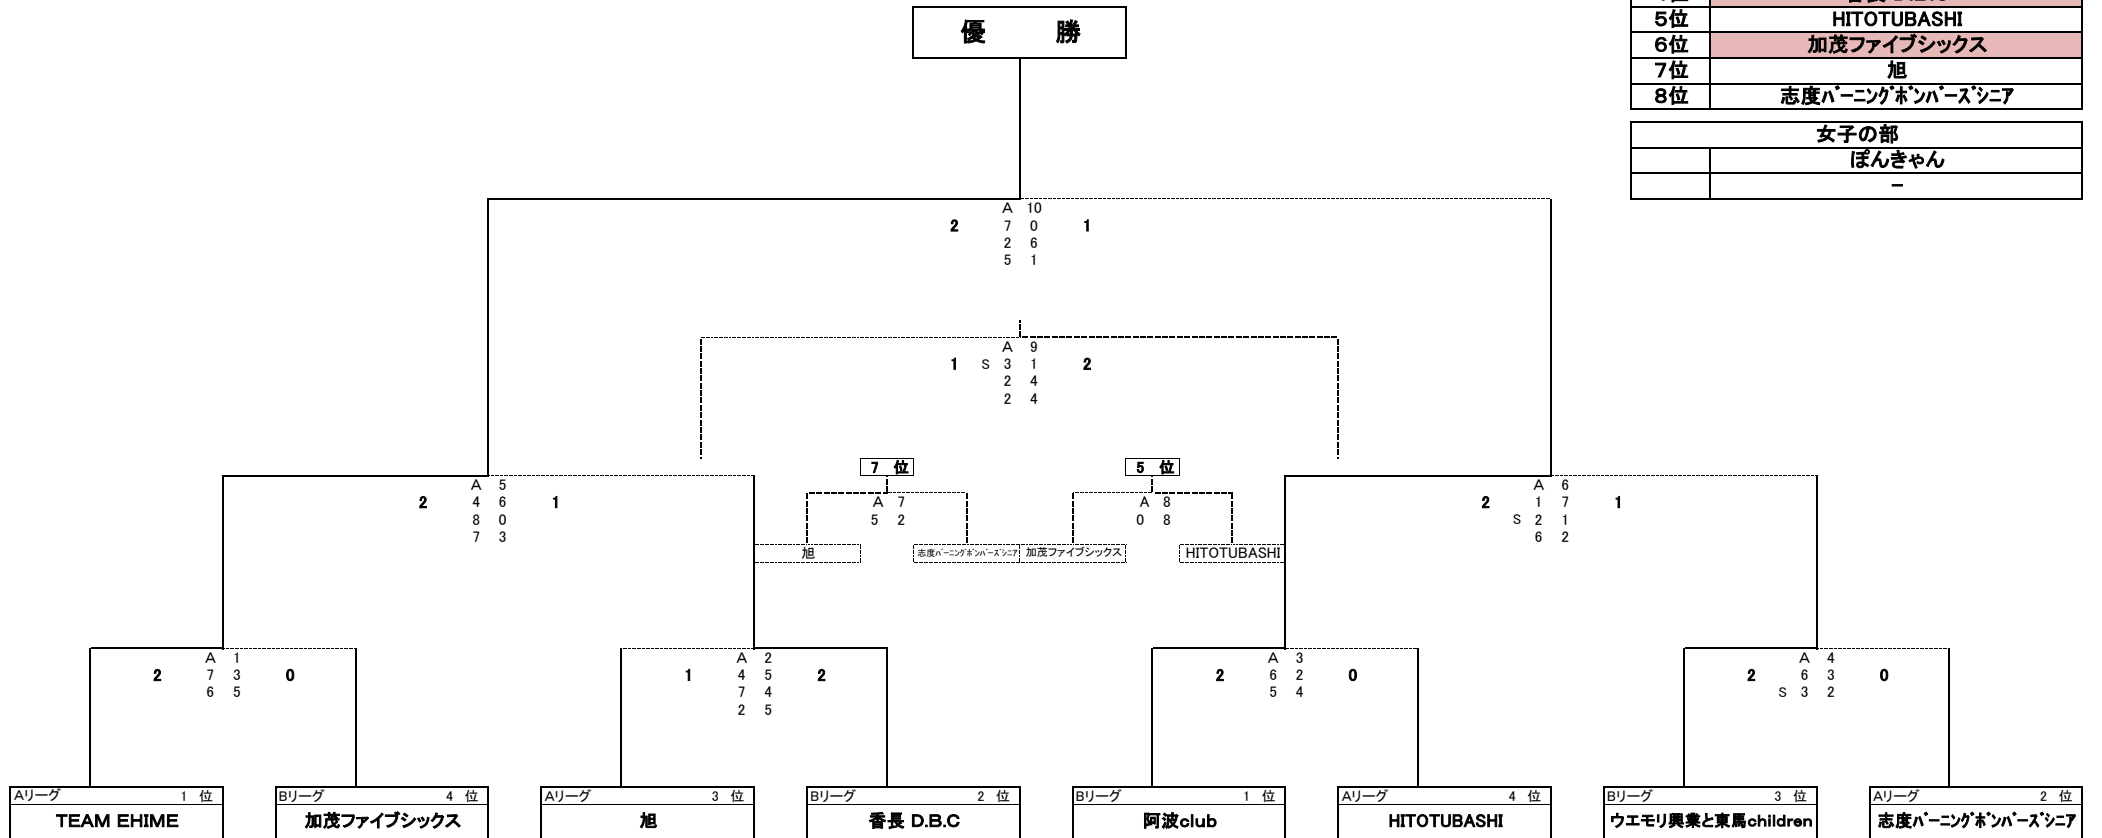 優 勝
5位 HITOTUBASHI
6位 加茂ファイブシックス
7位 旭
8位 志度バーニングボンバーズシニア
女子の部
ぽんきゃん
－
A 10
2 7 0 1
2 6
5 1
A 9
1 S 3 1 2
2 4
2 4
7 位 5 位
A 5
2 4 6 1
8 0
7 3
A 7
5 2
A 8
0 8
A 6
2 1 7 1
S 2 1
6 2
旭 志度バーニングボンバーズシニア 加茂ファイブシックス HITOTUBASHI
A 1
2 7 3 0
6 5
A 2
1 4 5 2
7 4
2 5
A 3
2 6 2 0
5 4
A 4
2 6 3 0
S 3 2
Aリーグ 1 位
TEAM EHIME
Bリーグ 4 位
加茂ファイブシックス
Aリーグ 3 位
旭
Bリーグ 2 位
香長 D.B.C
Bリーグ 1 位
阿波club
Aリーグ 4 位
HITOTUBASHI
Bリーグ 3 位
ウエモリ興業と東馬children
Aリーグ 2 位
志度バーニングボンバーズシニア